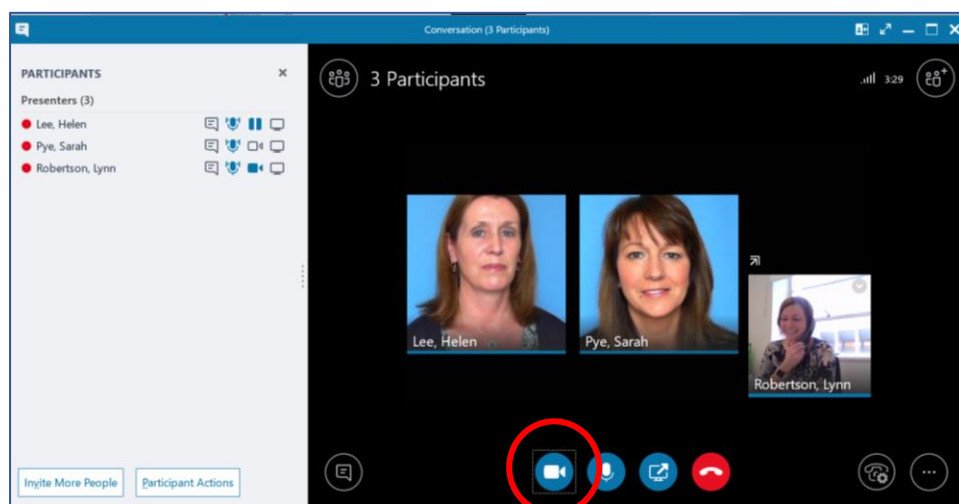 Conversation (3 Participants)
PARTICIPANTS
Presenters (3)
Lee, Helen
Pye, Sarah
Robertson, Lynn
Invite More People
Participant Actions
3 Participants
3:29
Lee, Helen
Pye, Sarah
Robertson, Lynn